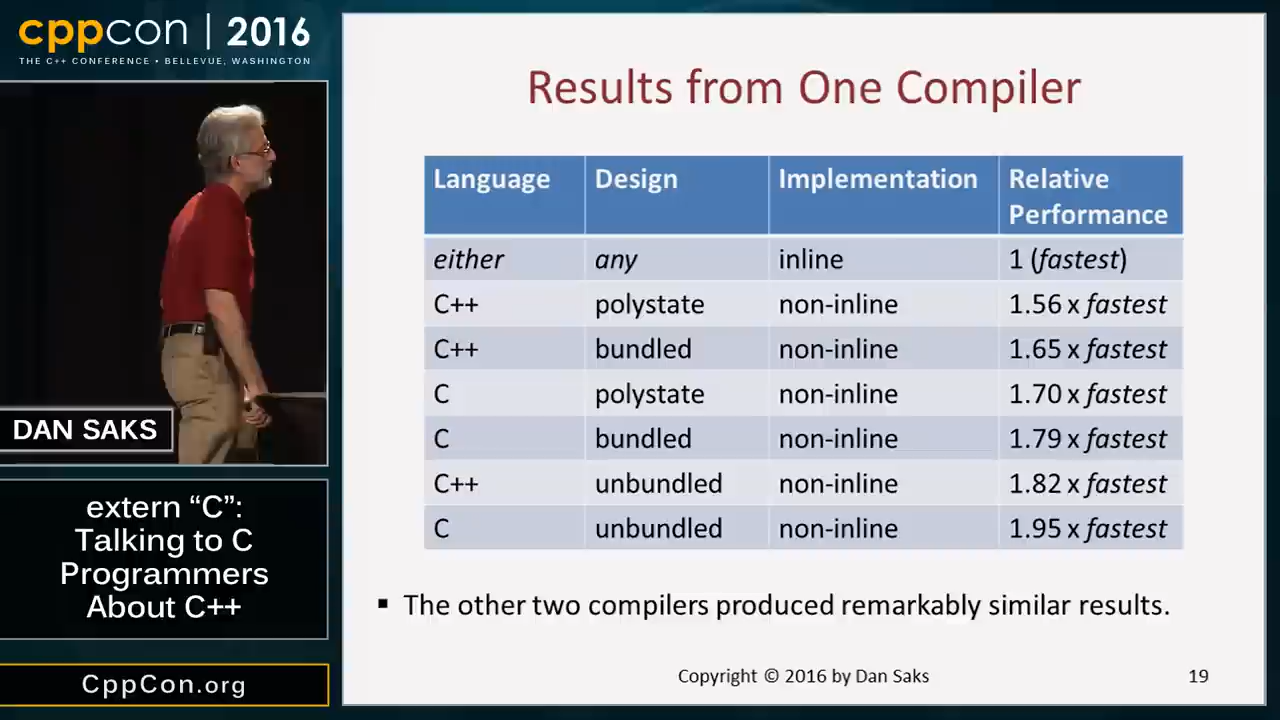 cppcon | 2016
THE C++ CONFERENCE • BELLEVUE, WASHINGTON
DAN SAKS
extern “C”:
Talking to C
Programmers
About C++
CppCon.org
Results from One Compiler
Language Design Implementation Relative
Performance
either any inline 1 (fastest)
C++ polystate non-inline 1.56 x fastest
C++ bundled non-inline 1.65 x fastest
C polystate non-inline 1.70 x fastest
C bundled non-inline 1.79 x fastest
C++ unbundled non-inline 1.82 x fastest
C unbundled non-inline 1.95 x fastest
▪ The other two compilers produced remarkably similar results.
Copyright © 2016 by Dan Saks 19